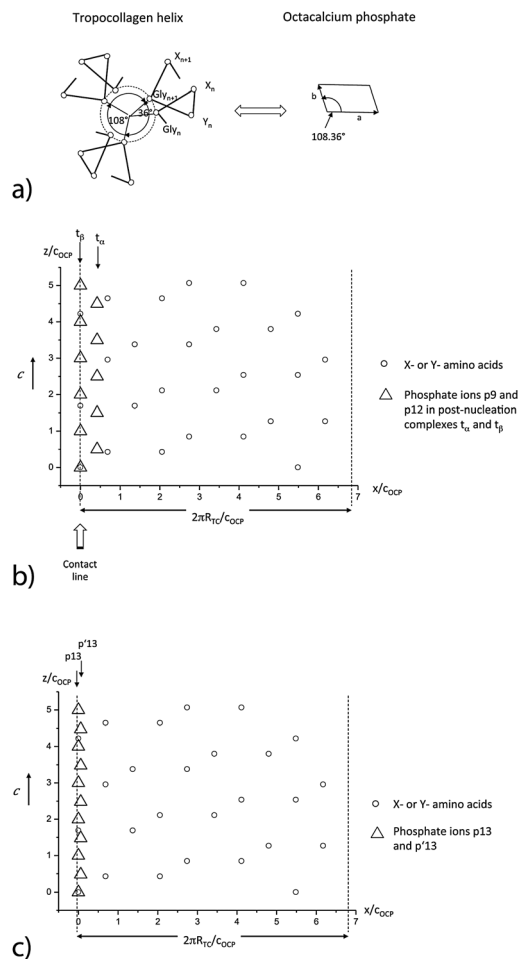 Tropocollagen helix
Octacalcium phosphate
Xn+1
Glyn+1
Xn
108°
36°
Yn
Glyn
b
a
108.36°
a)
tβ
tα
z/cOCP
5
4
3
2
1
0
c
○ X- or Y- amino acids
△ Phosphate ions p9 and
p12 in post-nucleation
complexes tα and tβ
0 1 2 3 4 5 6 7
x/cOCP
2πRTC/cOCP
Contact
line
b)
p'13
p13
z/cOCP
5
4
3
2
1
0
c
○ X- or Y- amino acids
△ Phosphate ions p13
and p'13
0 1 2 3 4 5 6 7
x/cOCP
2πRTC/cOCP
c)